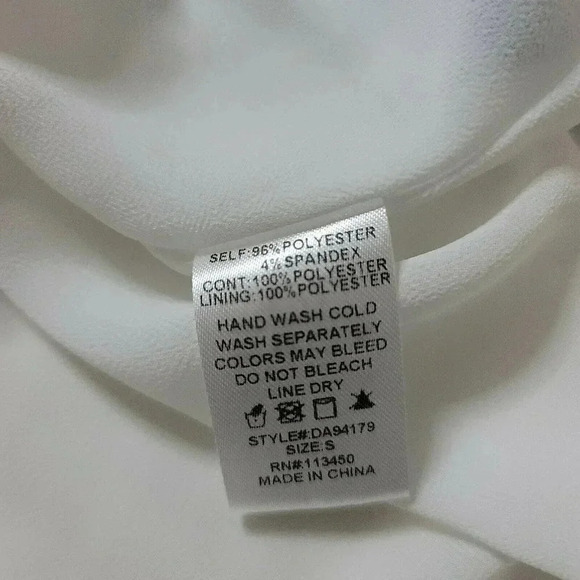 SELF:96%POLYESTER
4%SPANDEX
CONT:100%POLYESTER
LINING:100%POLYESTER
HAND WASH COLD
WASH SEPARATELY
COLORS MAY BLEED
DO NOT BLEACH
LINE DRY
STYLE#:DA94179
SIZE:S
RN#:113450
MADE IN CHINA